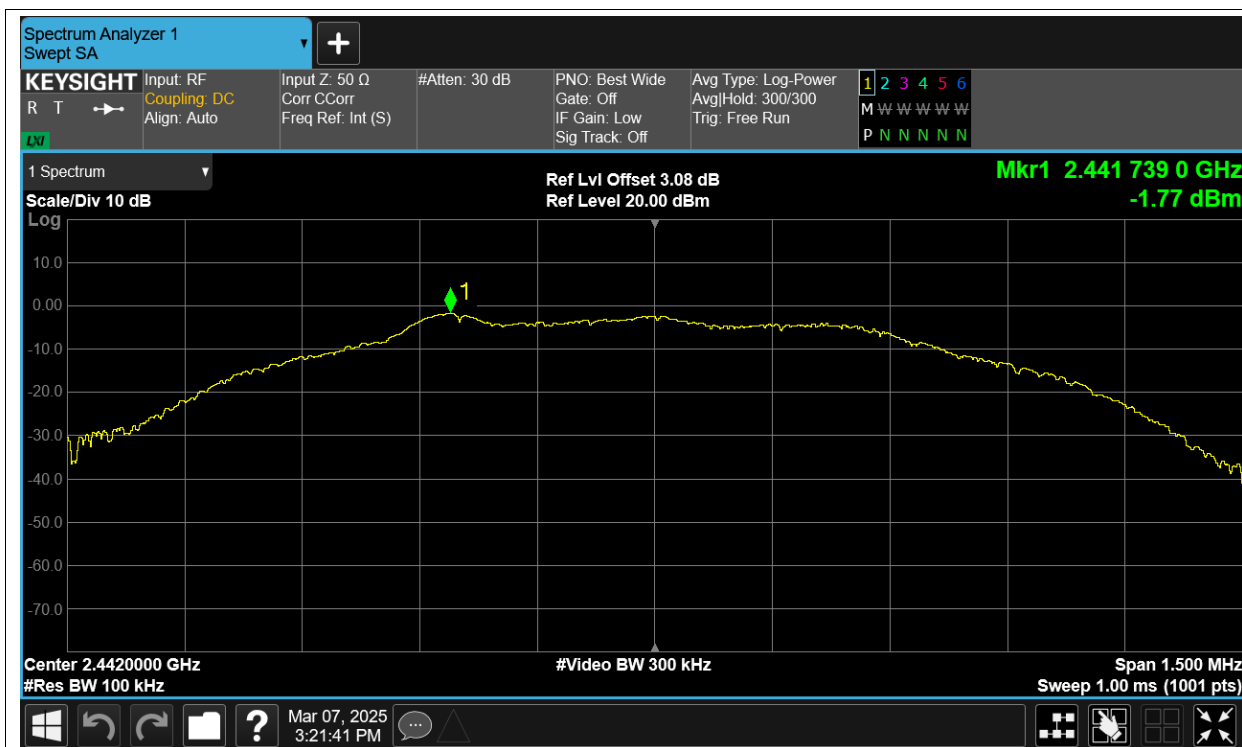 Spectrum Analyzer 1
Swept SA
▼
+
KEYSIGHT
R T
LXI
Input: RF
Coupling: DC
Align: Auto
Input Z: 50 Ω
Corr CCorr
Freq Ref: Int (S)
#Atten: 30 dB
PNO: Best Wide
Gate: Off
IF Gain: Low
Sig Track: Off
Avg Type: Log-Power
Avg|Hold: 300/300
Trig: Free Run
1 2 3 4 5 6
M W W W W W W
P N N N N N
1 Spectrum ▼
Scale/Div 10 dB
Log
Ref Lvl Offset 3.08 dB
Ref Level 20.00 dBm
Mkr1 2.441 739 0 GHz
-1.77 dBm
10.0
0.00
-10.0
-20.0
-30.0
-40.0
-50.0
-60.0
-70.0
1
Center 2.4420000 GHz
#Res BW 100 kHz
#Video BW 300 kHz
Span 1.500 MHz
Sweep 1.00 ms (1001 pts)
?
Mar 07, 2025
3:21:41 PM